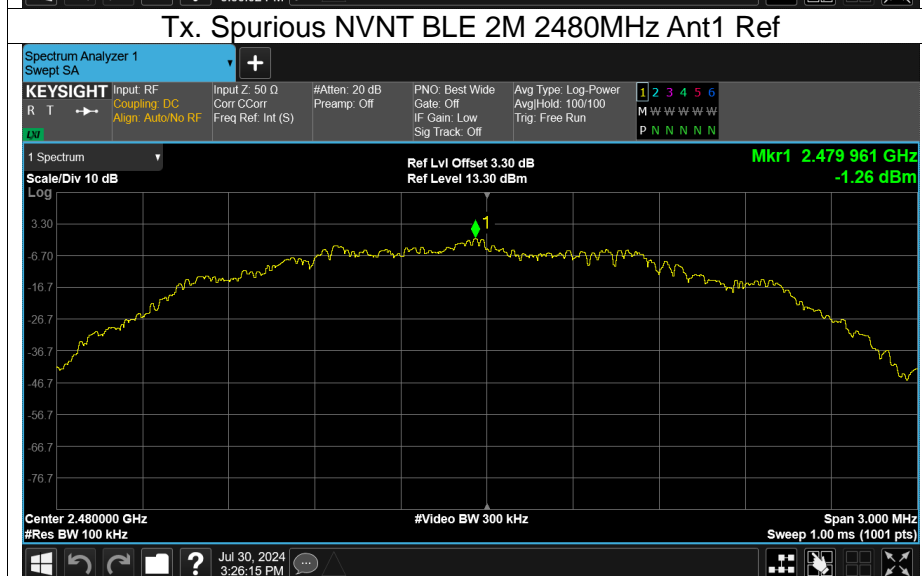 Tx. Spurious NVNT BLE 2M 2480MHz Ant1 Ref
Spectrum Analyzer 1
Swept SA
+
KEYSIGHT
R T
LXI
Input: RF
Coupling: DC
Align: Auto/No RF
Input Z: 50 Ω
Corr CCorr
Freq Ref: Int (S)
#Atten: 20 dB
Preamp: Off
PNO: Best Wide
Gate: Off
IF Gain: Low
Sig Track: Off
Avg Type: Log-Power
Avg|Hold: 100/100
Trig: Free Run
1 2 3 4 5 6
M W W W W W
P N N N N N
1 Spectrum
Scale/Div 10 dB
Log
Ref Lvl Offset 3.30 dB
Ref Level 13.30 dBm
Mkr1 2.479 961 GHz
-1.26 dBm
1
3.30
-6.70
-16.7
-26.7
-36.7
-46.7
-56.7
-66.7
-76.7
Center 2.480000 GHz
#Res BW 100 kHz
#Video BW 300 kHz
Span 3.000 MHz
Sweep 1.00 ms (1001 pts)
?
Jul 30, 2024
3:26:15 PM